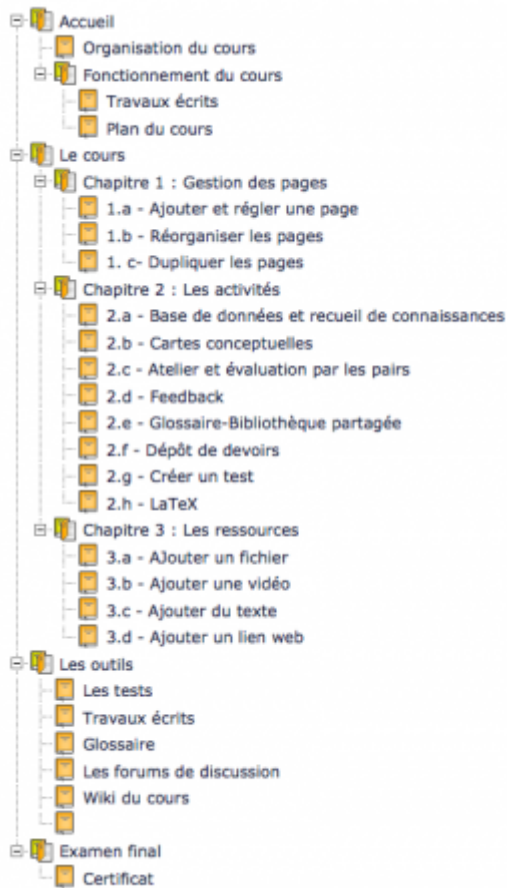 Accueil
Organisation du cours
Fonctionnement du cours
Travaux écrits
Plan du cours
Le cours
Chapitre 1 : Gestion des pages
1.a - Ajouter et régler une page
1.b - Réorganiser les pages
1. c- Dupliquer les pages
Chapitre 2 : Les activités
2.a - Base de données et recueil de connaissances
2.b - Cartes conceptuelles
2.c - Atelier et évaluation par les pairs
2.d - Feedback
2.e - Glossaire-Bibliothèque partagée
2.f - Dépôt de devoirs
2.g - Créer un test
2.h - LaTeX
Chapitre 3 : Les ressources
3.a - AJouter un fichier
3.b - Ajouter une vidéo
3.c - Ajouter du texte
3.d - Ajouter un lien web
Les outils
Les tests
Travaux écrits
Glossaire
Les forums de discussion
Wiki du cours
Examen final
Certificat